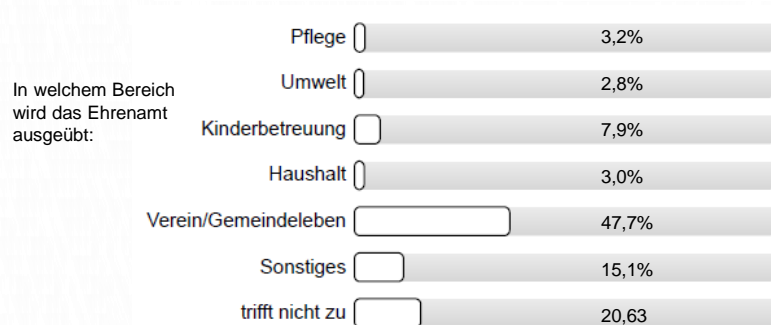 In welchem Bereich
wird das Ehrenamt
ausgeübt:
Pflege 3,2%
Umwelt 2,8%
Kinderbetreuung 7,9%
Haushalt 3,0%
Verein/Gemeindeleben 47,7%
Sonstiges 15,1%
trifft nicht zu 20,63